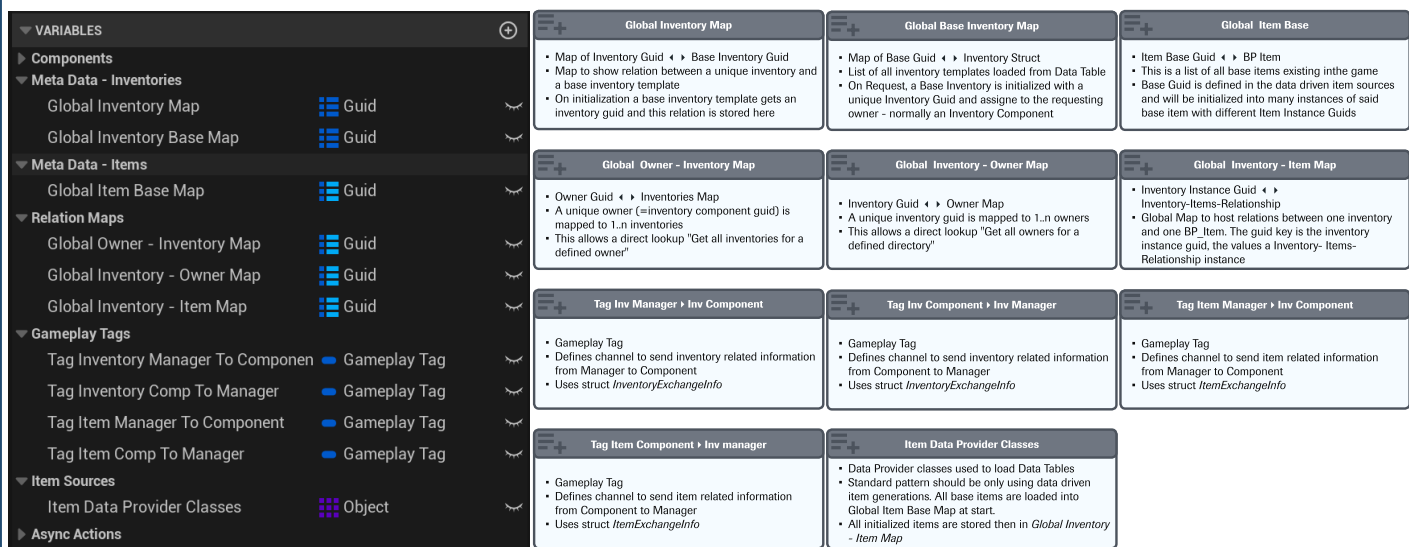 VARIABLES
Components
Meta Data - Inventories
Global Inventory Map Guid
Global Inventory Base Map Guid
Meta Data - Items
Global Item Base Map Guid
Relation Maps
Global Owner - Inventory Map Guid
Global Inventory - Owner Map Guid
Global Inventory - Item Map Guid
Gameplay Tags
Tag Inventory Manager To Componen Gameplay Tag
Tag Inventory Comp To Manager Gameplay Tag
Tag Item Manager To Component Gameplay Tag
Tag Item Comp To Manager Gameplay Tag
Item Sources
Item Data Provider Classes Object
Async Actions
Global Inventory Map
▪ Map of Inventory Guid ◂ ▸ Base Inventory Guid
▪ Map to show relation between a unique inventory and
a base inventory template
▪ On initialization a base inventory template gets an
inventory guid and this relation is stored here
Global Base Inventory Map
▪ Map of Base Guid ◂ ▸ Inventory Struct
▪ List of all inventory templates loaded from Data Table
▪ On Request, a Base Inventory is initialized with a
unique Inventory Guid and assigne to the requesting
owner - normally an Inventory Component
Global Item Base
▪ Item Base Guid ◂ ▸ BP Item
▪ This is a list of all base items existing inthe game
▪ Base Guid is defined in the data driven item sources
and will be initialized into many instances of said
base item with different Item Instance Guids
Global Owner - Inventory Map
▪ Owner Guid ◂ ▸ Inventories Map
▪ A unique owner (=inventory component guid) is
mapped to 1..n inventories
▪ This allows a direct lookup "Get all inventories for a
defined owner"
Global Inventory - Owner Map
▪ Inventory Guid ◂ ▸ Owner Map
▪ A unique inventory guid is mapped to 1..n owners
▪ This allows a direct lookup "Get all owners for a
defined directory"
Global Inventory - Item Map
▪ Inventory Instance Guid ◂ ▸
Inventory-Items-Relationship
▪ Global Map to host relations between one inventory
and one BP_Item. The guid key is the inventory
instance guid, the values a Inventory- Items-
Relationship instance
Tag Inv Manager ▸ Inv Component
▪ Gameplay Tag
▪ Defines channel to send inventory related information
from Manager to Component
▪ Uses struct InventoryExchangeInfo
Tag Inv Component ▸ Inv Manager
▪ Gameplay Tag
▪ Defines channel to send inventory related information
from Component to Manager
▪ Uses struct InventoryExchangeInfo
Tag Item Manager ▸ Inv Component
▪ Gameplay Tag
▪ Defines channel to send item related information
from Manager to Component
▪ Uses struct ItemExchangeInfo
Tag Item Component ▸ Inv manager
▪ Gameplay Tag
▪ Defines channel to send item related information
from Component to Manager
▪ Uses struct ItemExchangeInfo
Item Data Provider Classes
▪ Data Provider classes used to load Data Tables
▪ Standard pattern should be only using data driven
item generations. All base items are loaded into
Global Item Base Map at start.
▪ All initialized items are stored then in Global Inventory
- Item Map